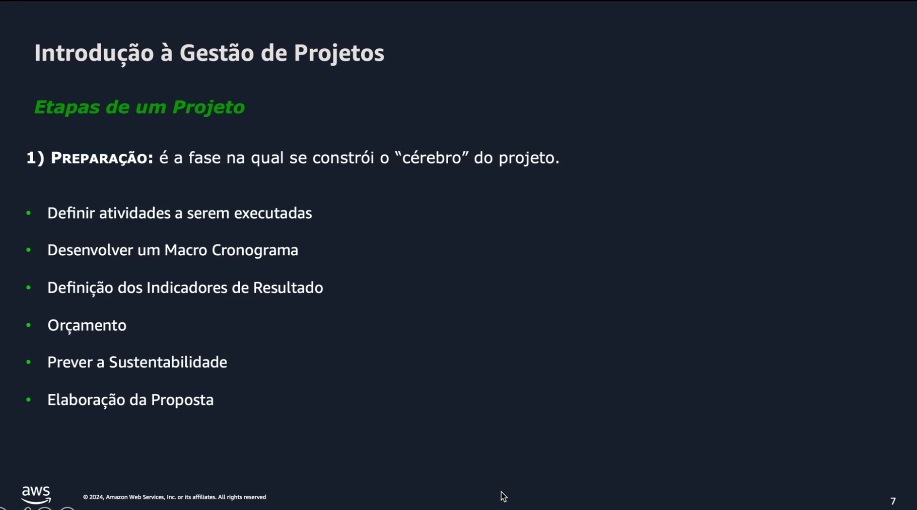 Introdução à Gestão de Projetos
Etapas de um Projeto
1) PREPARAÇÃO: é a fase na qual se constrói o “cérebro” do projeto.
• Definir atividades a serem executadas
• Desenvolver um Macro Cronograma
• Definição dos Indicadores de Resultado
• Orçamento
• Prever a Sustentabilidade
• Elaboração da Proposta
aws
© 2024, Amazon Web Services, Inc. or its affiliates. All rights reserved
7